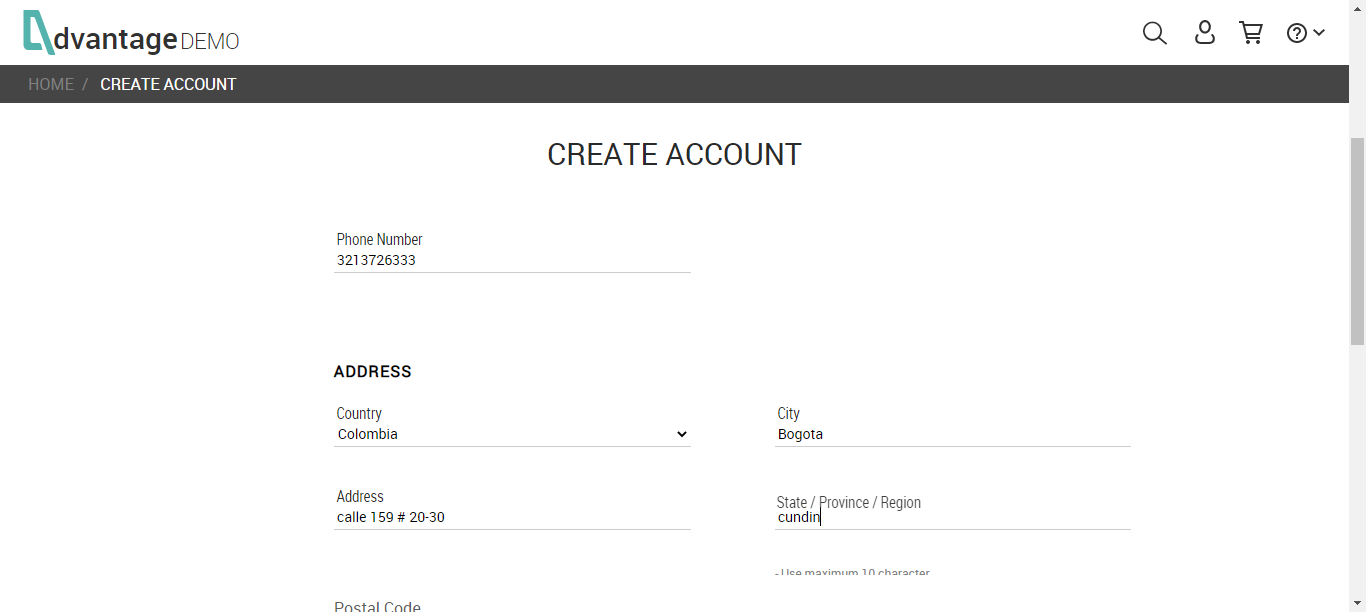 dvantage DEMO
HOME / CREATE ACCOUNT
CREATE ACCOUNT
Phone Number
3213726333
ADDRESS
Country
Colombia
City
Bogota
Address
calle 159 # 20-30
State / Province / Region
cundin
- Use maximum 10 character
Postal Code